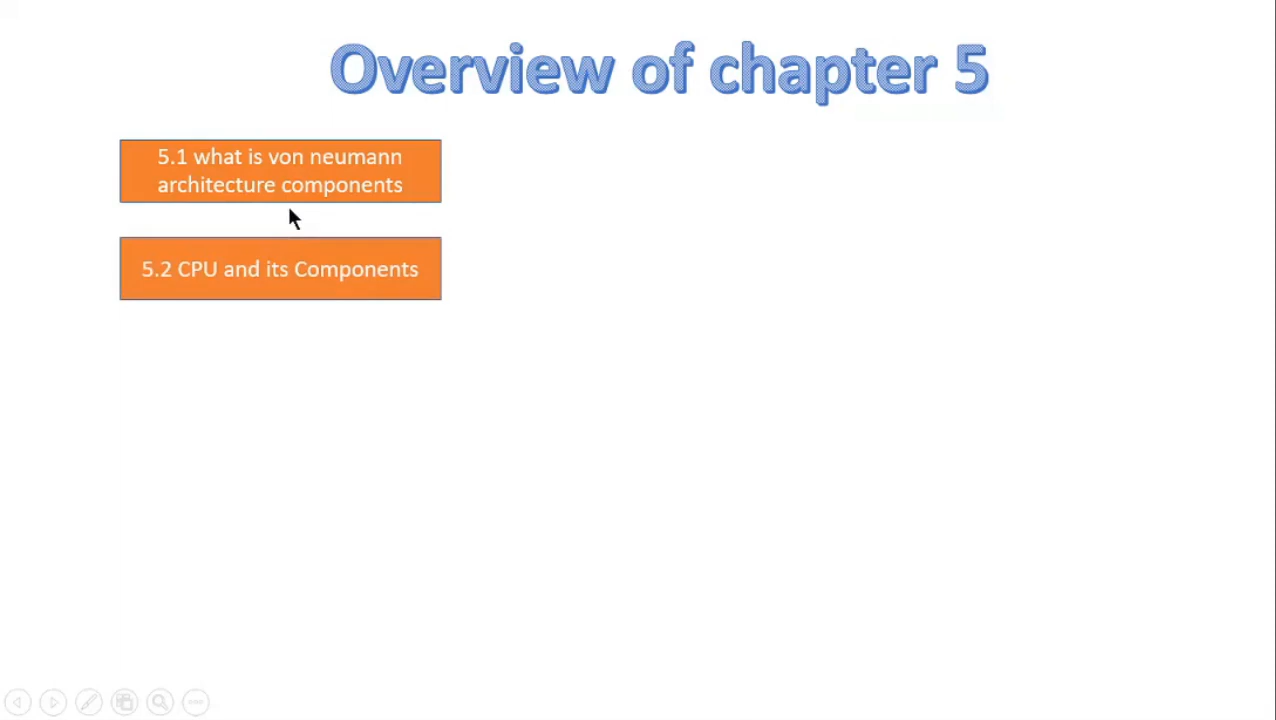 Overview of chapter 5
5.1 what is von neumann
architecture components
5.2 CPU and its Components